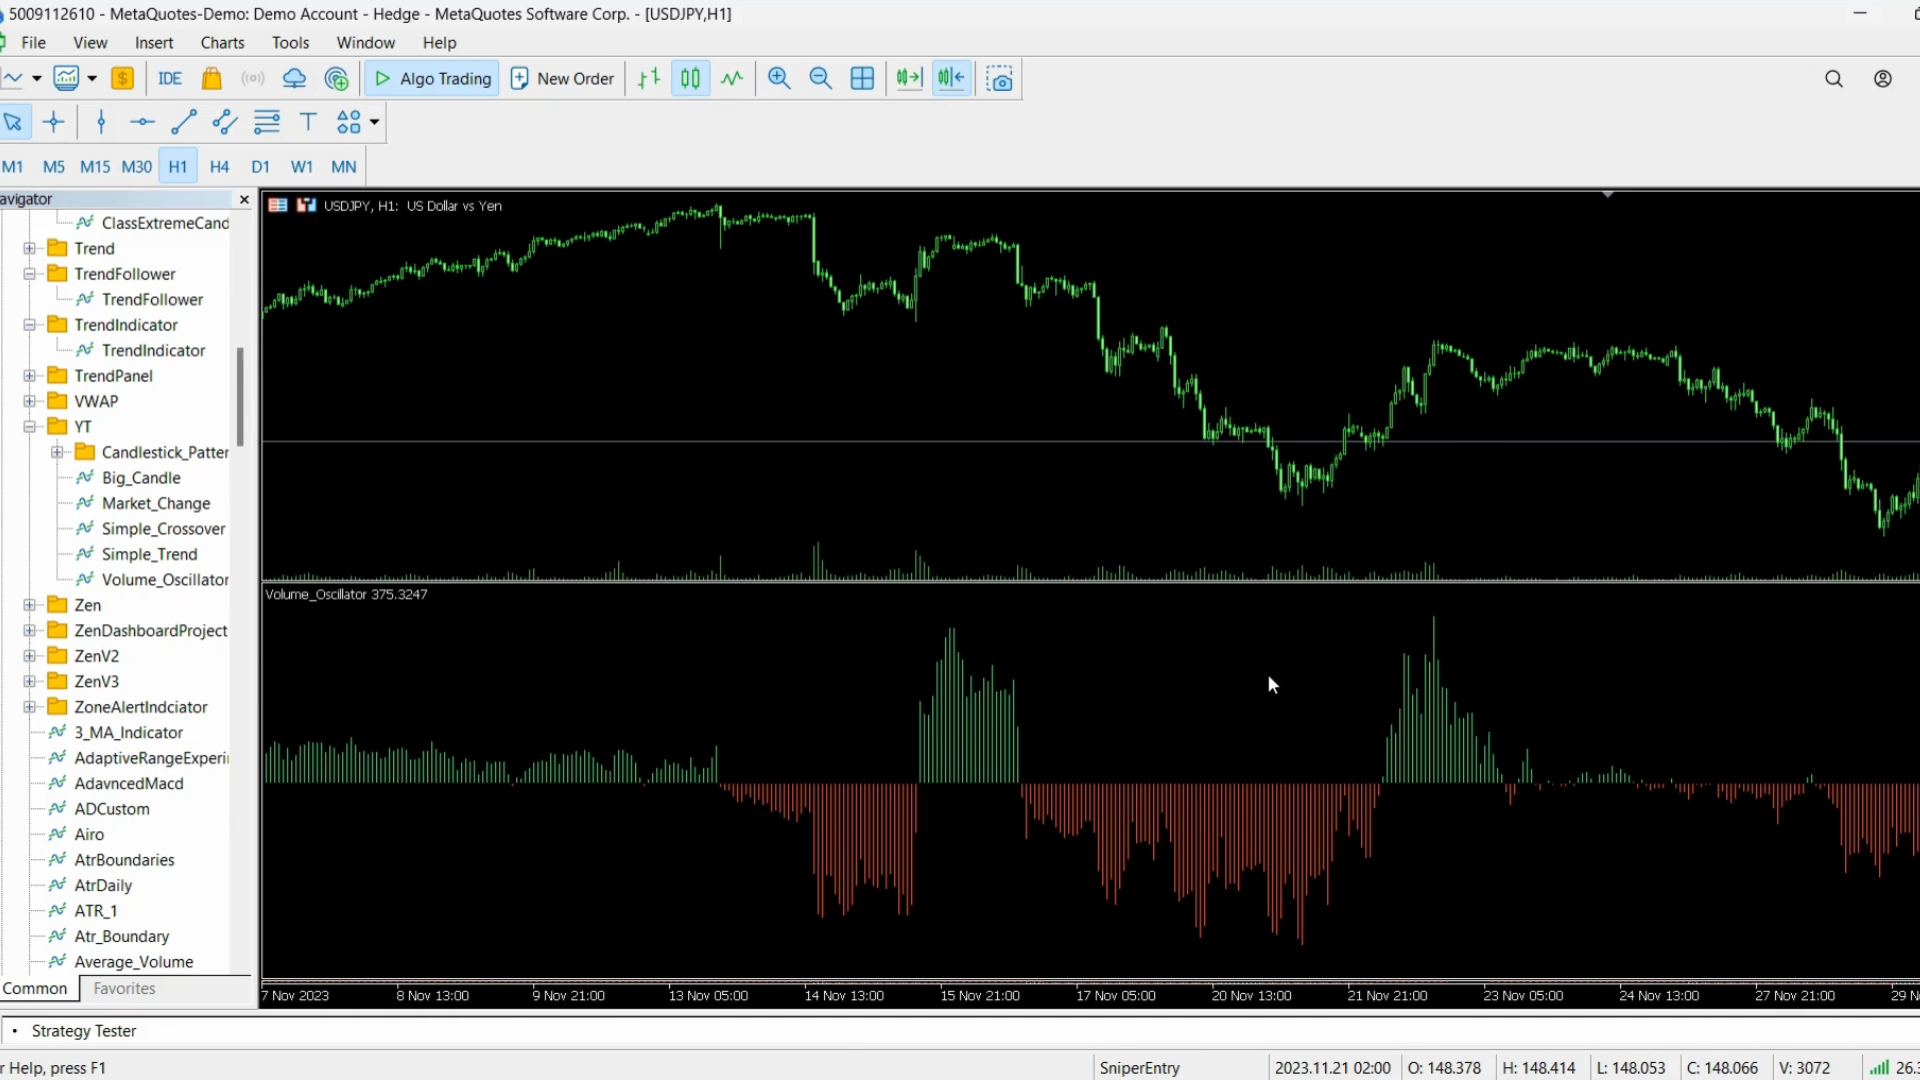 5009112610 - MetaQuotes-Demo: Demo Account - Hedge - MetaQuotes Software Corp. - [USDJPY,H1]
File View Insert Charts Tools Window Help
IDE Algo Trading New Order
M1 M5 M15 M30 H1 H4 D1 W1 MN
avigator
USDJPY, H1: US Dollar vs Yen
ClassExtremeCand
Trend
TrendFollower
TrendFollower
TrendIndicator
TrendIndicator
TrendPanel
VWAP
YT
Candlestick_Patter
Big_Candle
Market_Change
Simple_Crossover
Simple_Trend
Volume_Oscillator
Volume_Oscillator 375.3247
Zen
ZenDashboardProject
ZenV2
ZenV3
ZoneAlertIndciator
3_MA_Indicator
AdaptiveRangeExperi
AdavncedMacd
ADCustom
Airo
AtrBoundaries
AtrDaily
ATR_1
Atr_Boundary
Average_Volume
Common Favorites
7 Nov 2023 8 Nov 13:00 9 Nov 21:00 13 Nov 05:00 14 Nov 13:00 15 Nov 21:00 17 Nov 05:00 20 Nov 13:00 21 Nov 21:00 23 Nov 05:00 24 Nov 13:00 27 Nov 21:00 29 N
Strategy Tester
r Help, press F1
SniperEntry 2023.11.21 02:00 O: 148.378 H: 148.414 L: 148.053 C: 148.066 V: 3072 26.